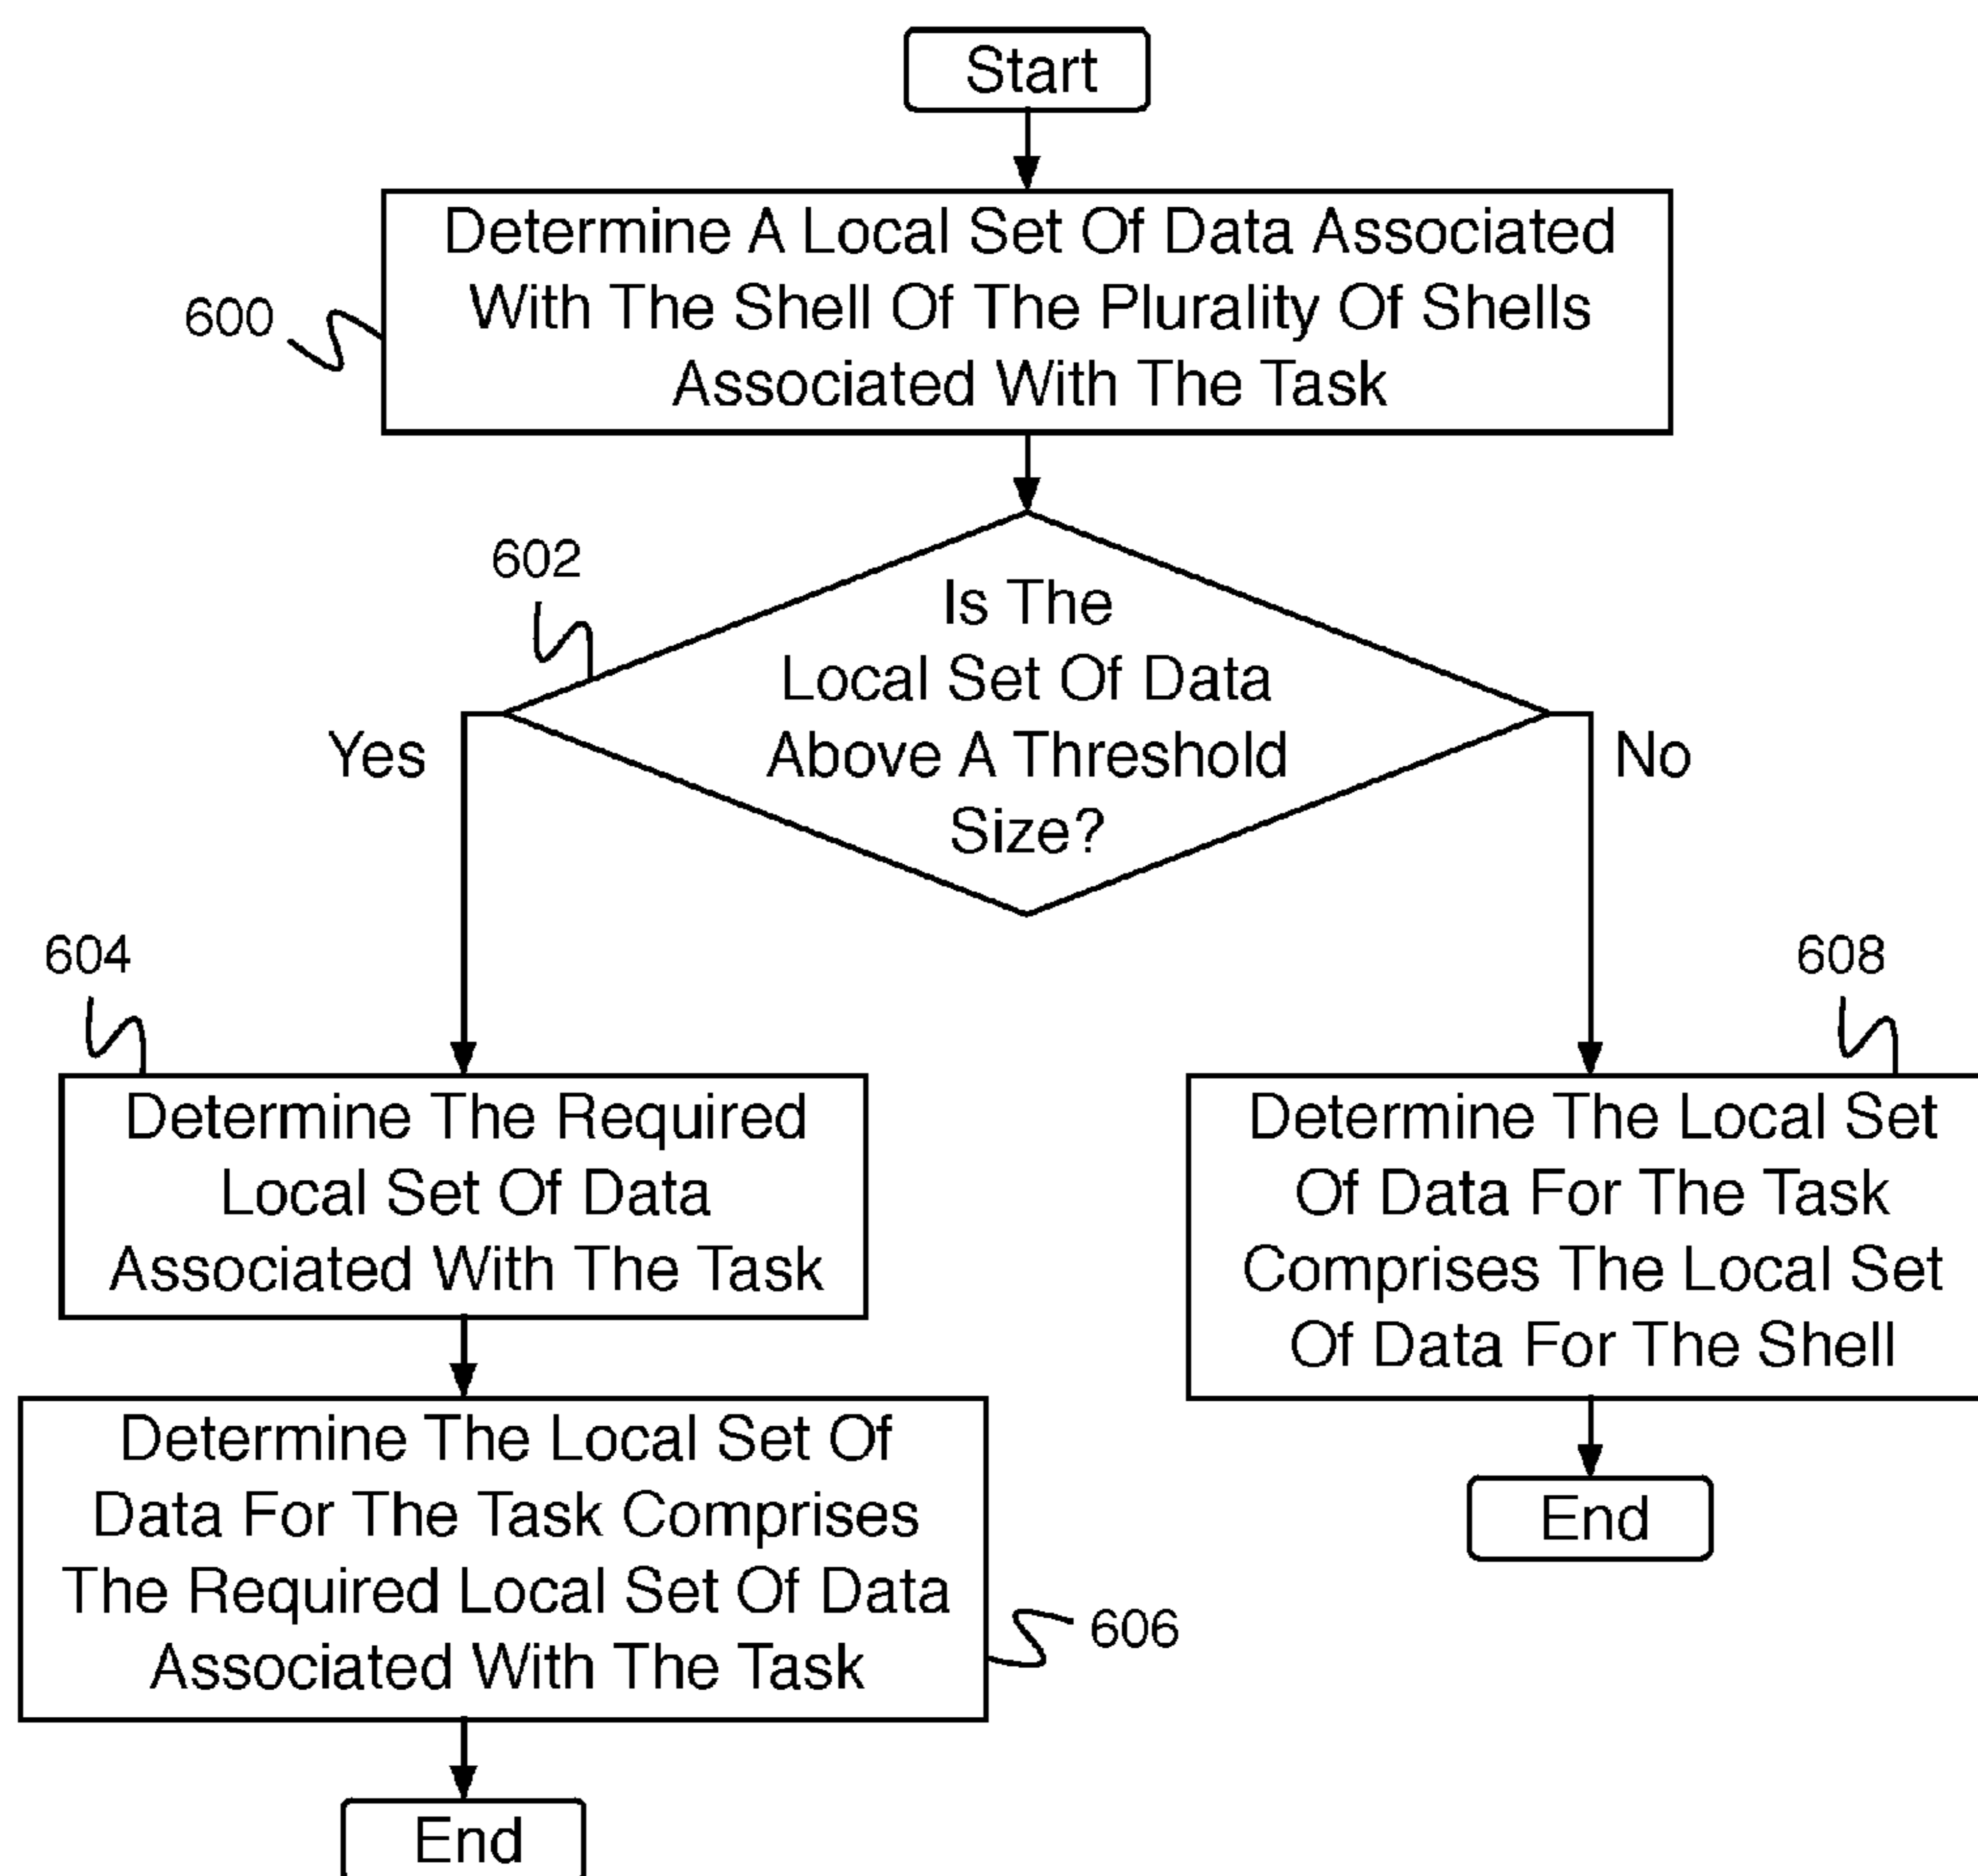 Start
Determine A Local Set Of Data Associated
With The Shell Of The Plurality Of Shells
Associated With The Task
600
602
Is The
Local Set Of Data
Above A Threshold
Size?
Yes
No
604
Determine The Required
Local Set Of Data
Associated With The Task
608
Determine The Local Set
Of Data For The Task
Comprises The Local Set
Of Data For The Shell
Determine The Local Set Of
Data For The Task Comprises
The Required Local Set Of Data
Associated With The Task
606
End
End